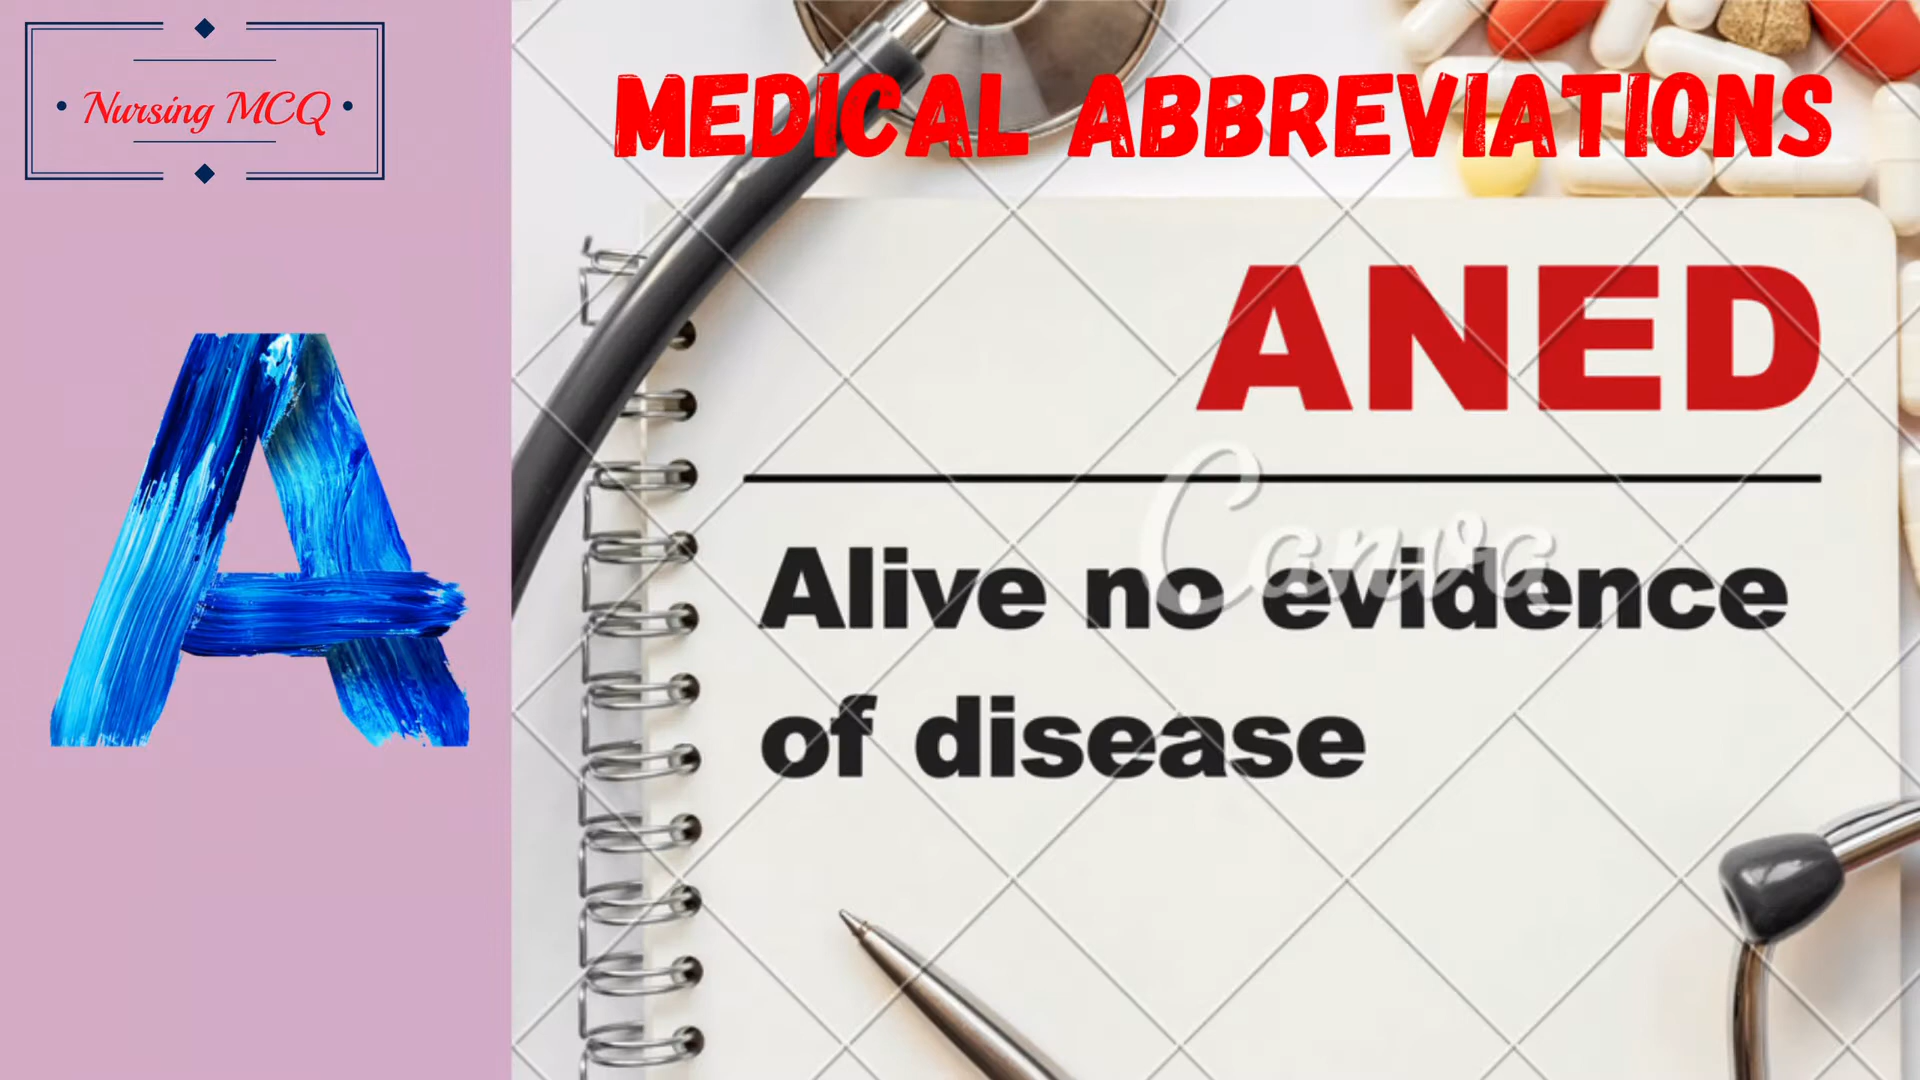 Nursing MCQ
MEDICAL ABBREVIATIONS
A
ANED
Canva
Alive no evidence
of disease